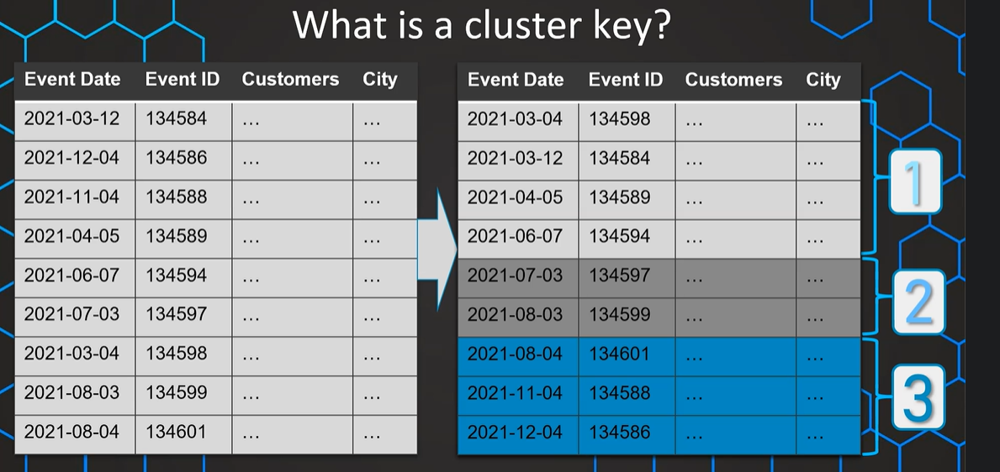 What is a cluster key?
Event Date Event ID Customers City
2021-03-12 134584 ... ...
2021-12-04 134586 ... ...
2021-11-04 134588 ... ...
2021-04-05 134589 ... ...
2021-06-07 134594 ... ...
2021-07-03 134597 ... ...
2021-03-04 134598 ... ...
2021-08-03 134599 ... ...
2021-08-04 134601 ... ...
Event Date Event ID Customers City
2021-03-04 134598 ... ...
2021-03-12 134584 ... ...
2021-04-05 134589 ... ...
2021-06-07 134594 ... ...
2021-07-03 134597 ... ...
2021-08-03 134599 ... ...
2021-08-04 134601 ... ...
2021-11-04 134588 ... ...
2021-12-04 134586 ... ...
1
2
3